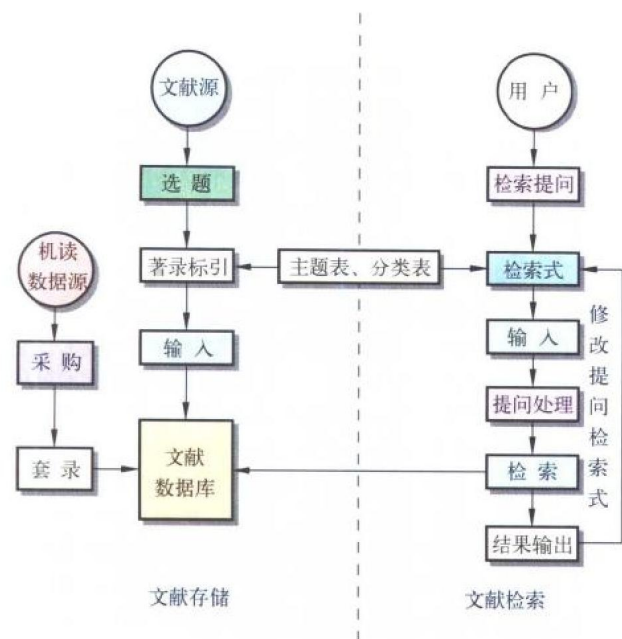 文献源
用户
选题
检索提问
机读
数据源
著录标引
主题表、分类表
检索式
输入
输入
修改提问检索式
采购
提问处理
套录
文献
数据库
检索
结果输出
文献存储
文献检索